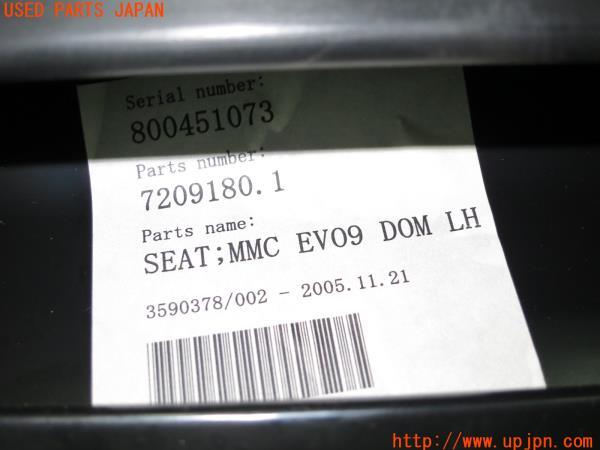 USED PARTS JAPAN
Serial number:
800451073
Parts number:
7209180.1
Parts name:
SEAT;MMC EVO9 DOM LH
3590378/002 - 2005.11.21
http://www.upjpn.com/